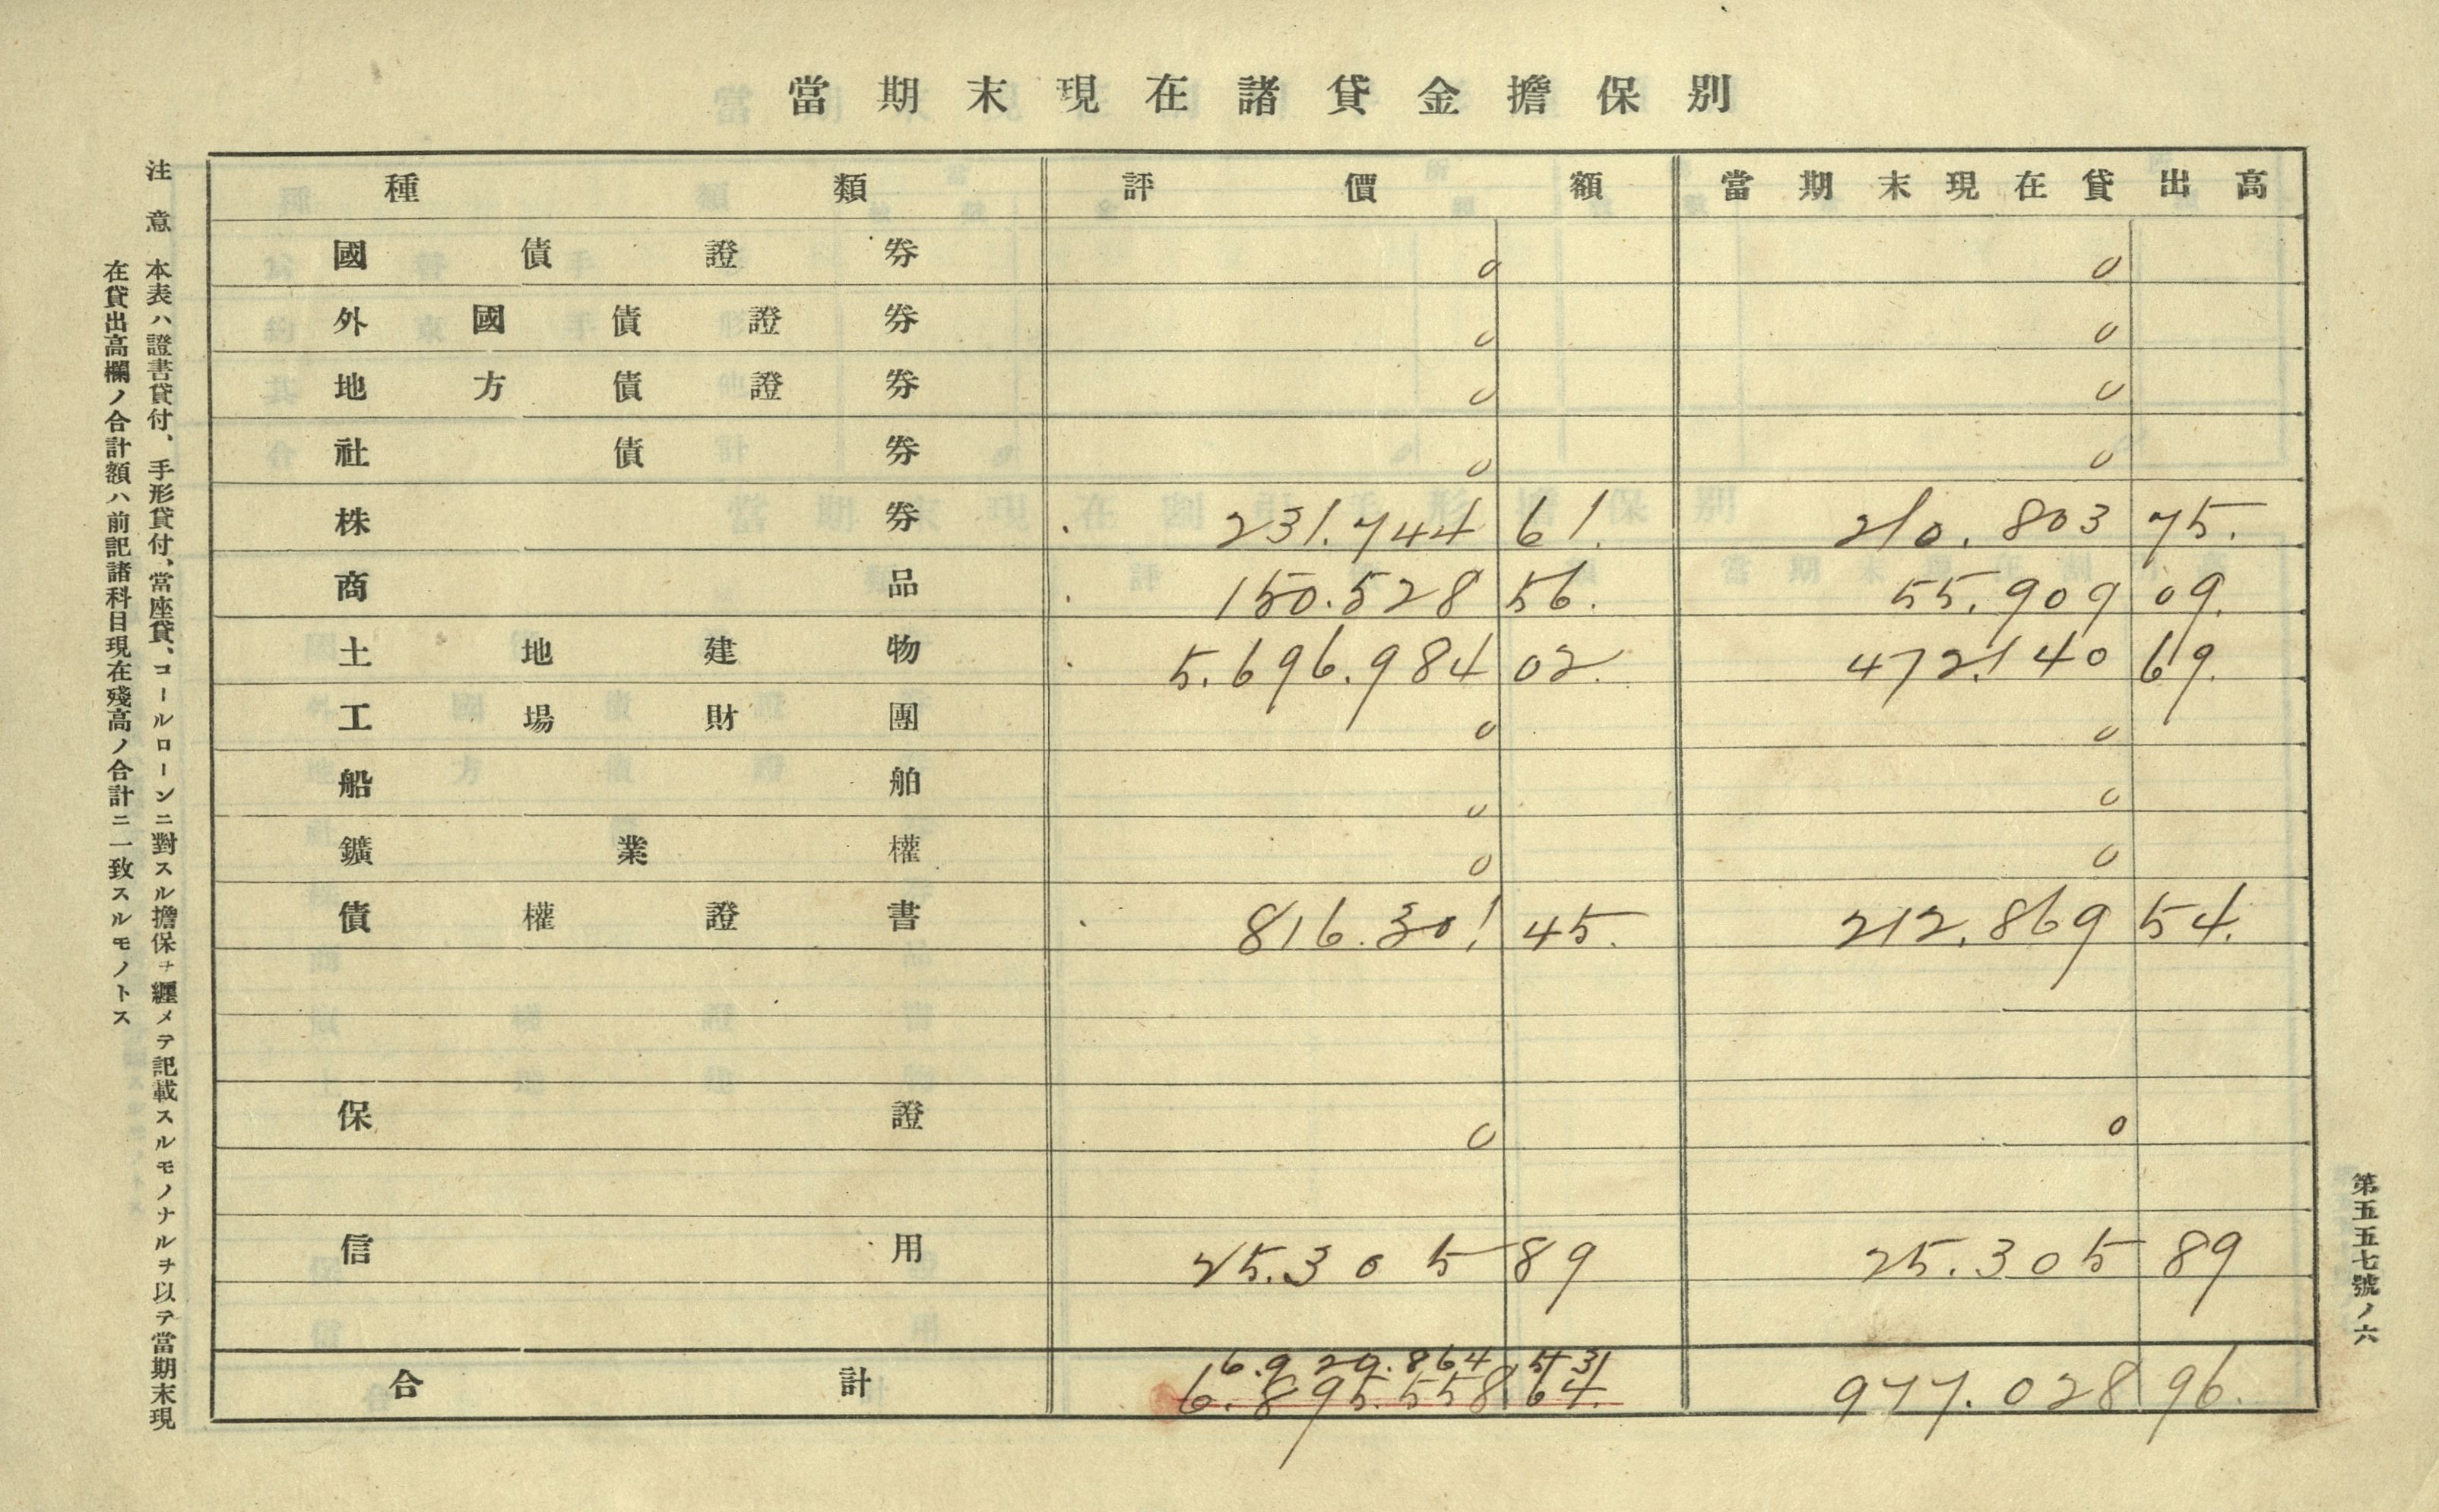 當期末現在諸貸金擔保別
種類 評價額 當期末現在貸出高
國債證券 0 0
外國債證券 0 0
地方債證券 0 0
社債券 0 0
株券 231.744 61. 210.803 75.
商品 150.528 56. 55.909 09.
土地建物 5.696.984 02. 472.140 69.
工場財團 0 0
船舶 0 0
鑛業權 0 0
債權證書 816.301 45. 212.869 54.
保證 0 0
信用 25.305 89 25.305 89
6.920.864 53
合計 6.895.558 64. 977.028 96.
注意 本表ハ證書貸付、手形貸付、當座貸、コールローンニ對スル擔保ヲ纒メテ記載スルモノナルヲ以テ當期末現
在貸出高欄ノ合計額ハ前記諸科目現在殘高ノ合計ニ一致スルモノトス
第五五七號ノ六